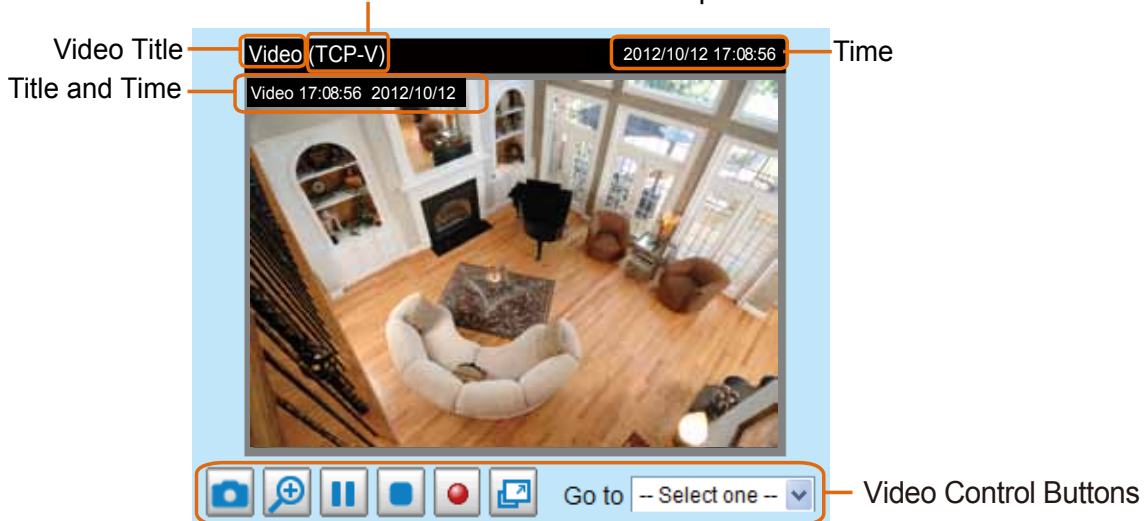 Video Title
Video (TCP-V)
2012/10/12 17:08:56
Time
Title and Time
Video 17:08:56 2012/10/12
Go to
-- Select one --
Video Control Buttons